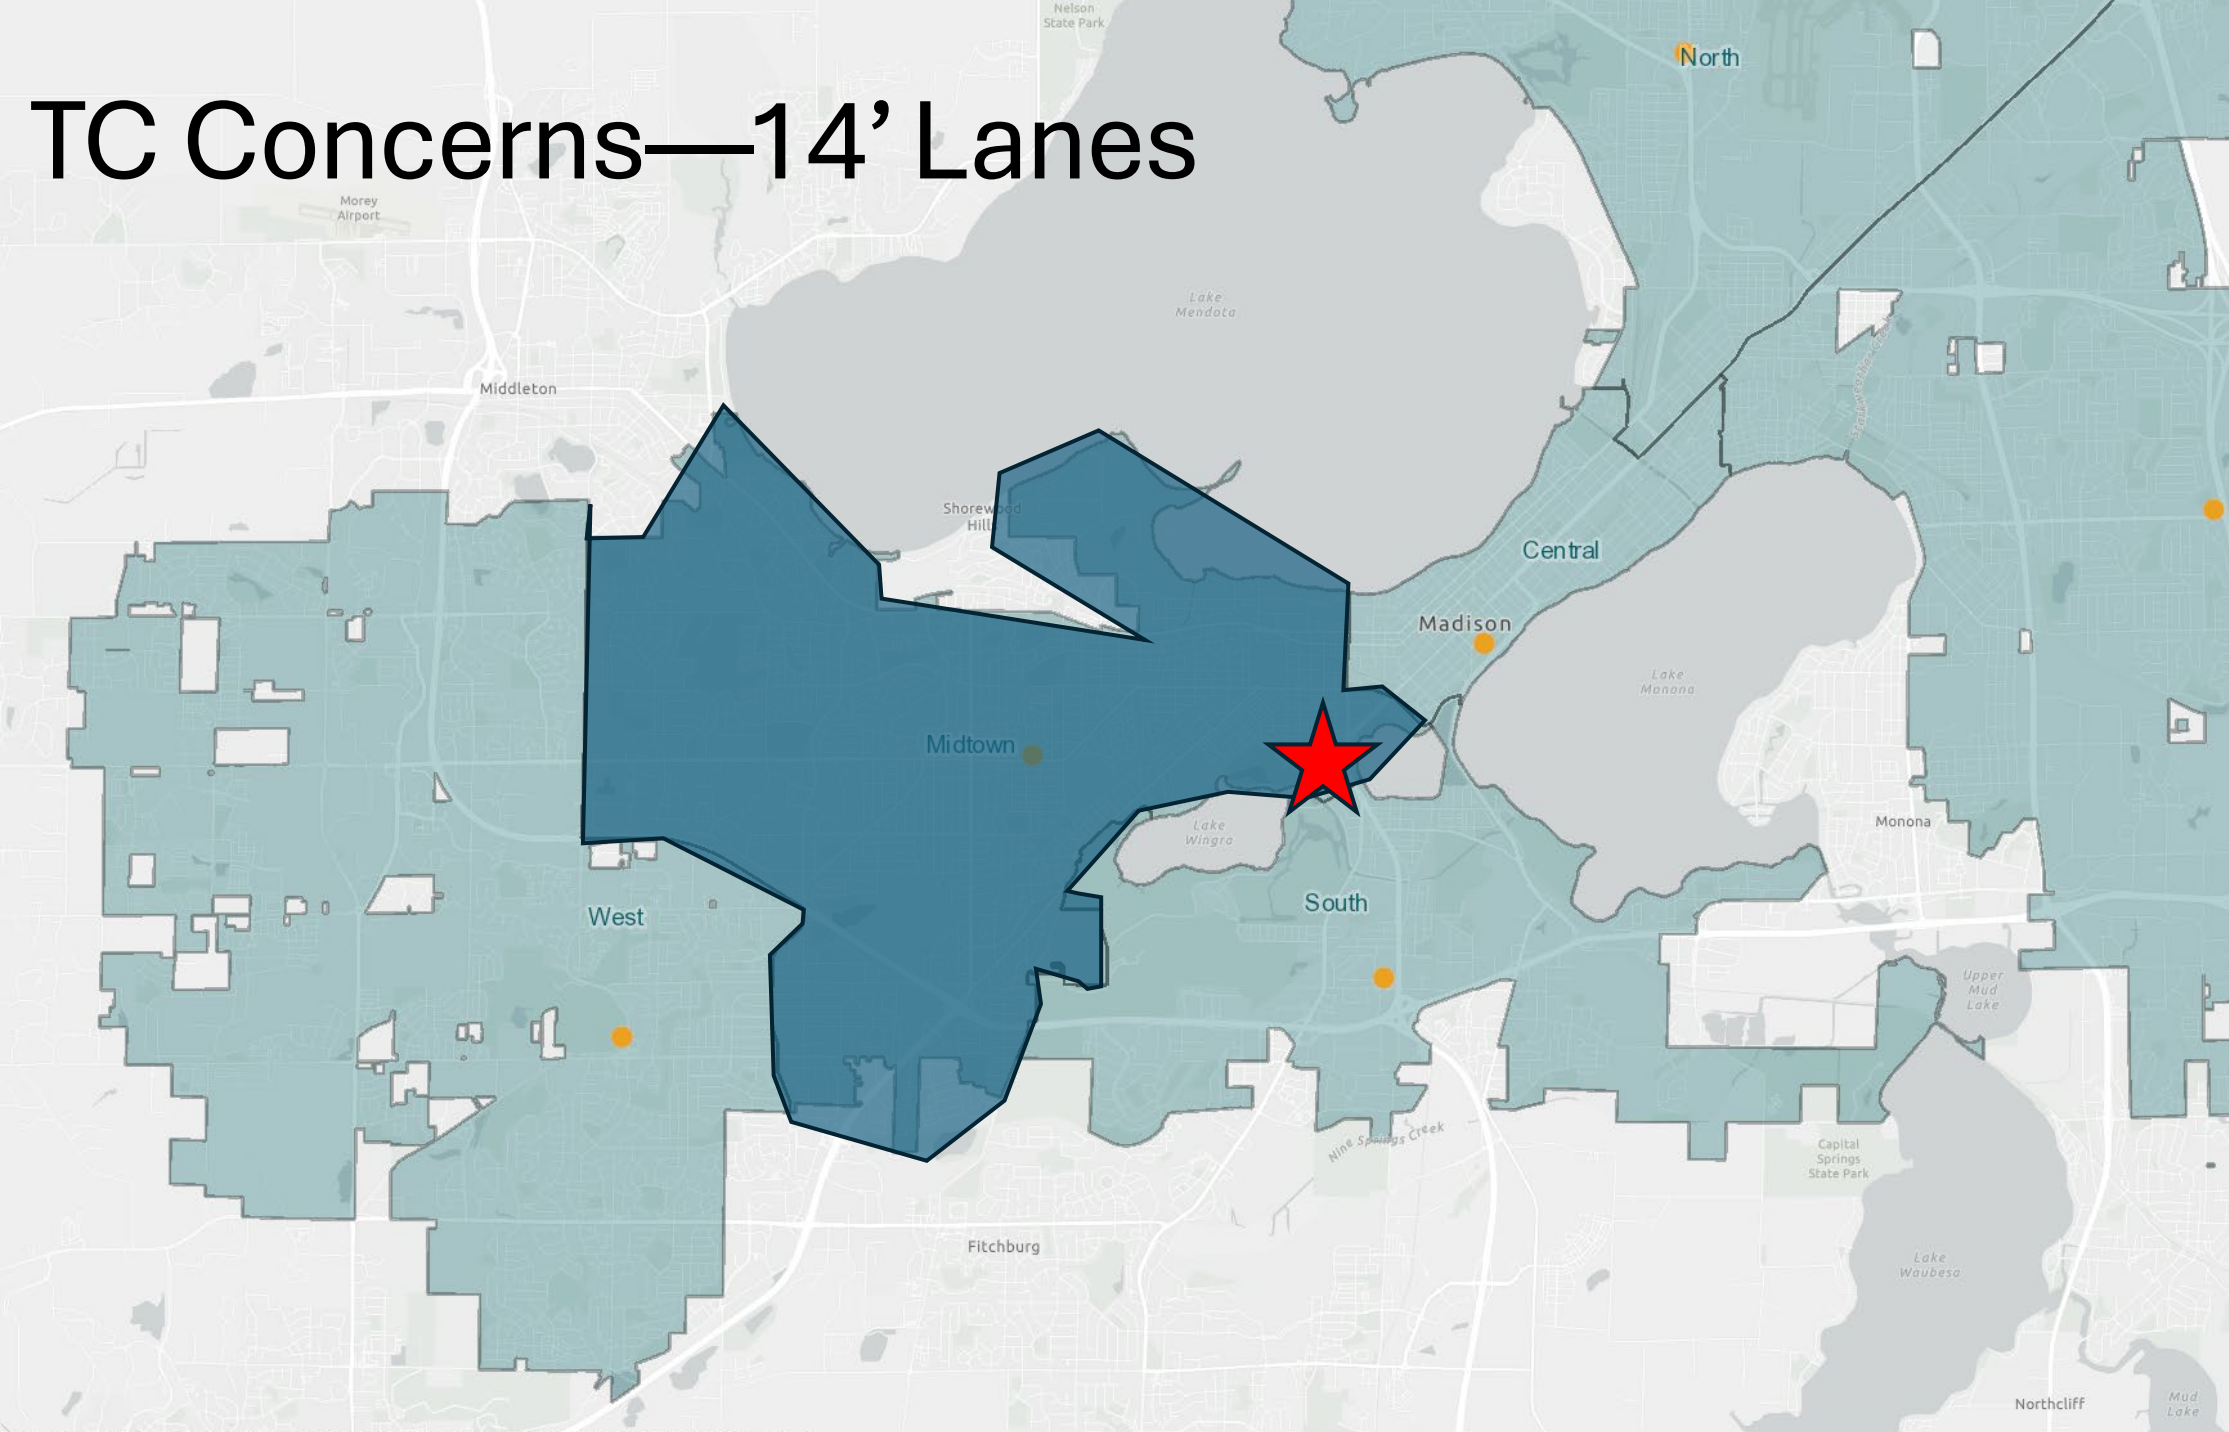 Nelson
State Park
North
TC Concerns—14’ Lanes
Morey
Airport
Lake
Mendota
Middleton
Shorewood
Hills
Central
Madison
Lake
Monona
Midtown
Lake
Wingra
Monona
West
South
Upper
Mud
Lake
Nine Springs Creek
Capital
Springs
State Park
Fitchburg
Lake
Waubesa
Northcliff
Mud
Lake